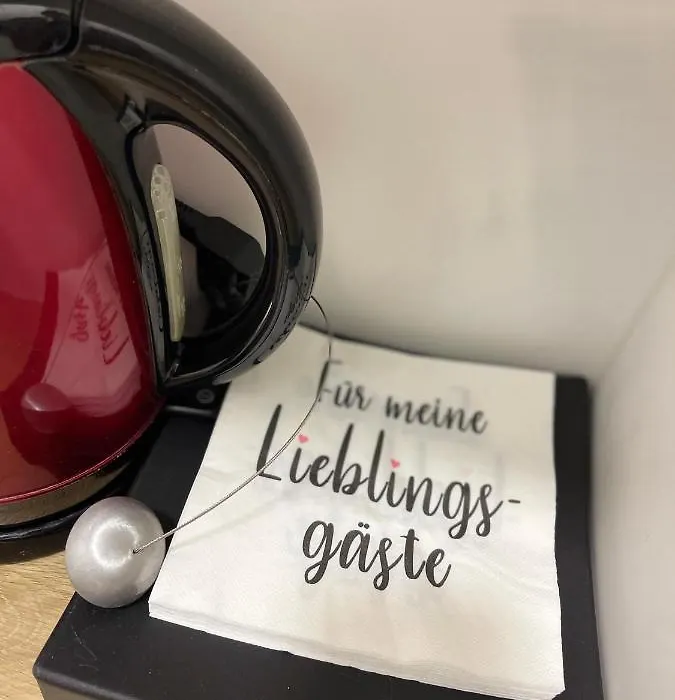 Für meine
Lieblings-
gäste